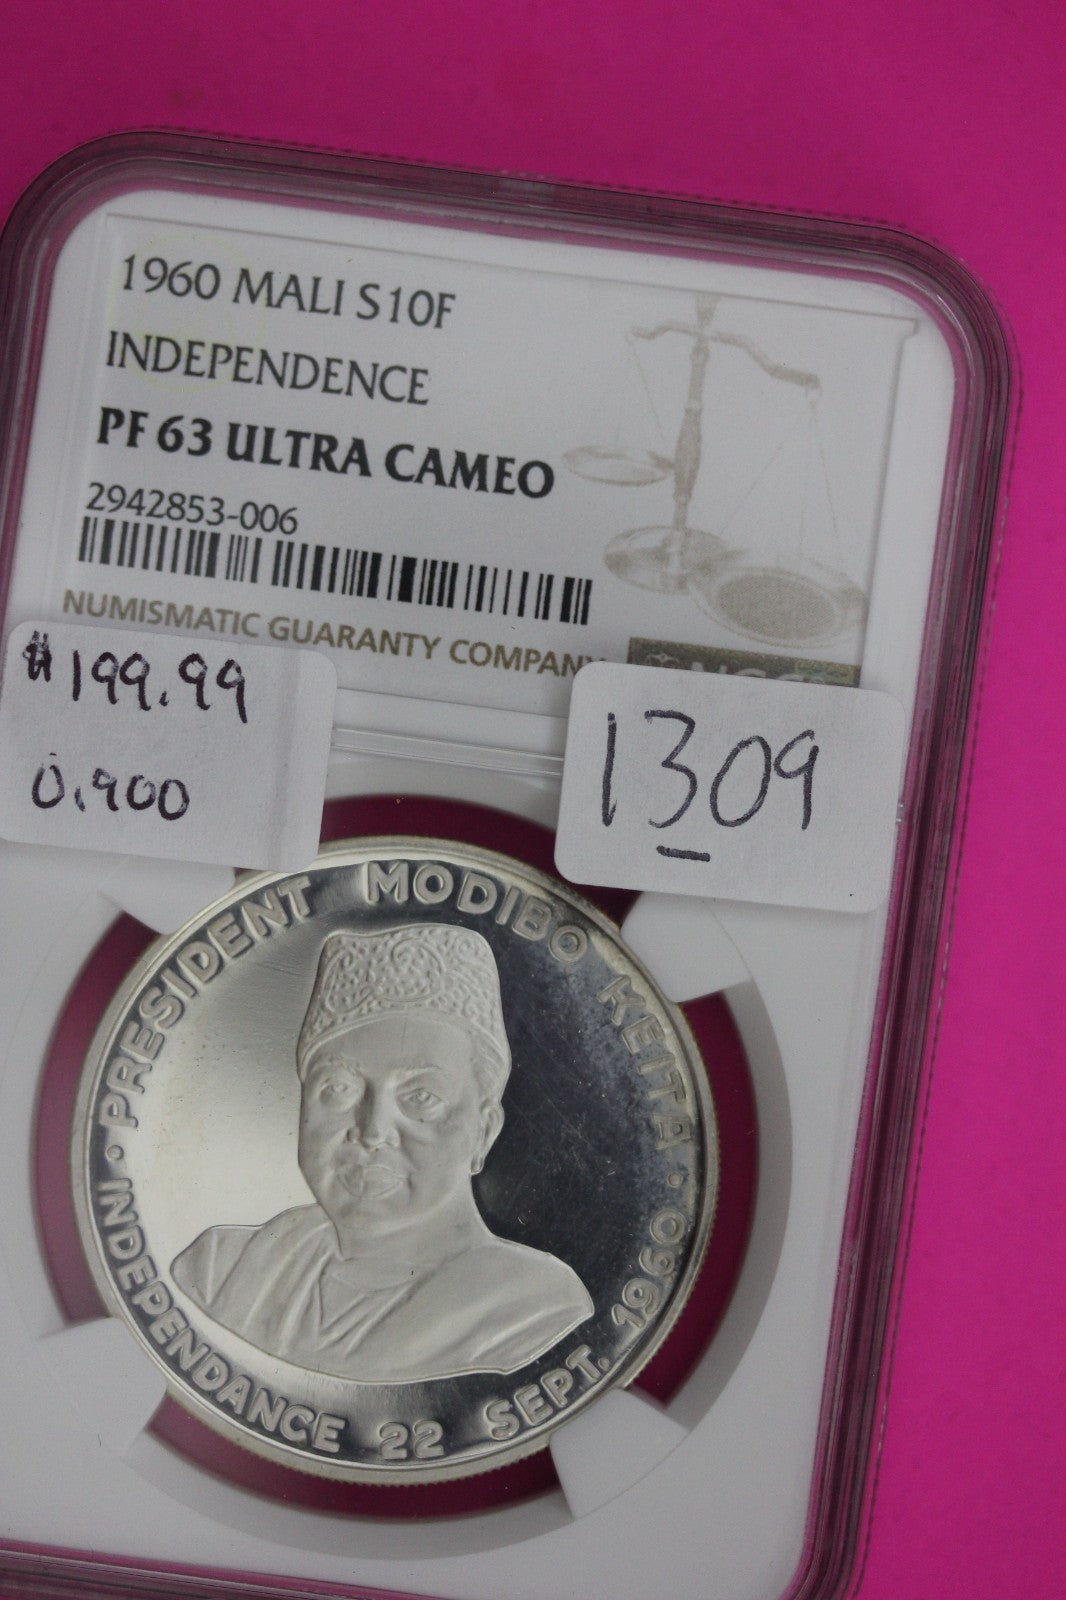 1960 MALI S10F
INDEPENDENCE
PF 63 ULTRA CAMEO
2942853-006
NUMISMATIC GUARANTY COMPANY
$199.99
0.900
1309
PRESIDENT MODIBO KEITA · INDÉPENDANCE 22 SEPT. 1960 ·